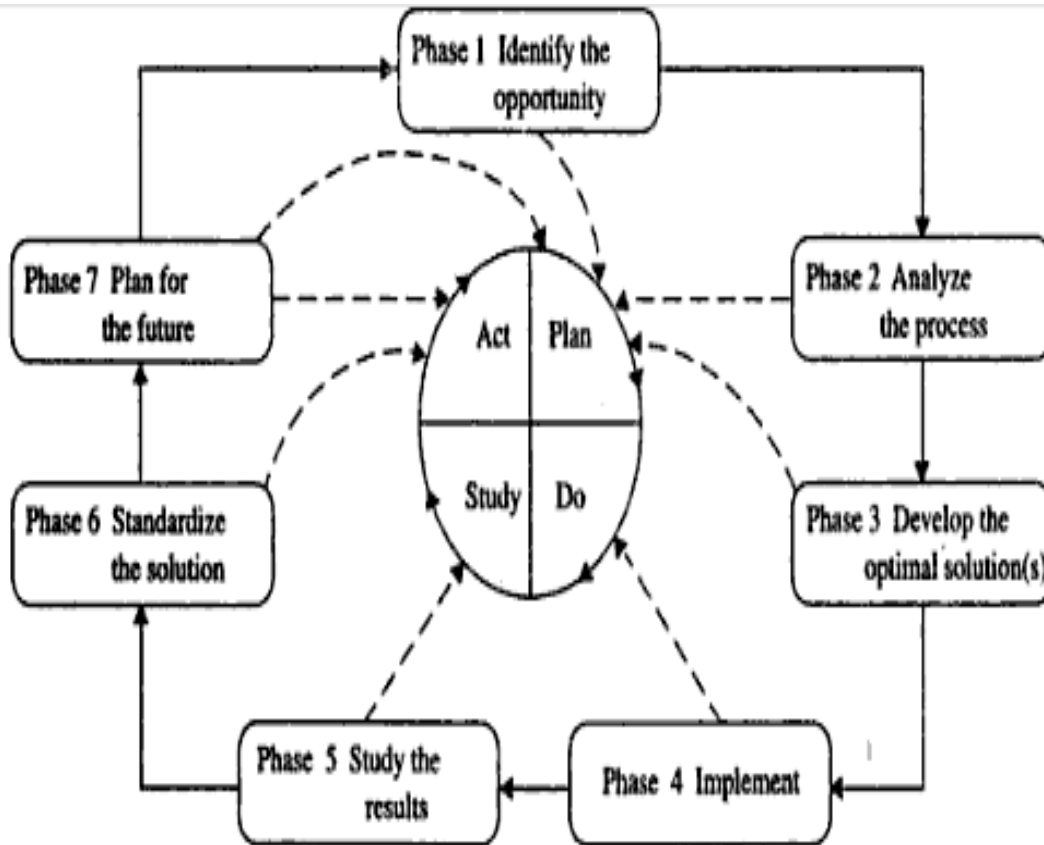 Phase 1 Identify the
opportunity
Phase 7 Plan for
the future
Phase 2 Analyze
the process
Act
Plan
Study
Do
Phase 6 Standardize
the solution
Phase 3 Develop the
optimal solution(s)
Phase 5 Study the
results
Phase 4 Implement